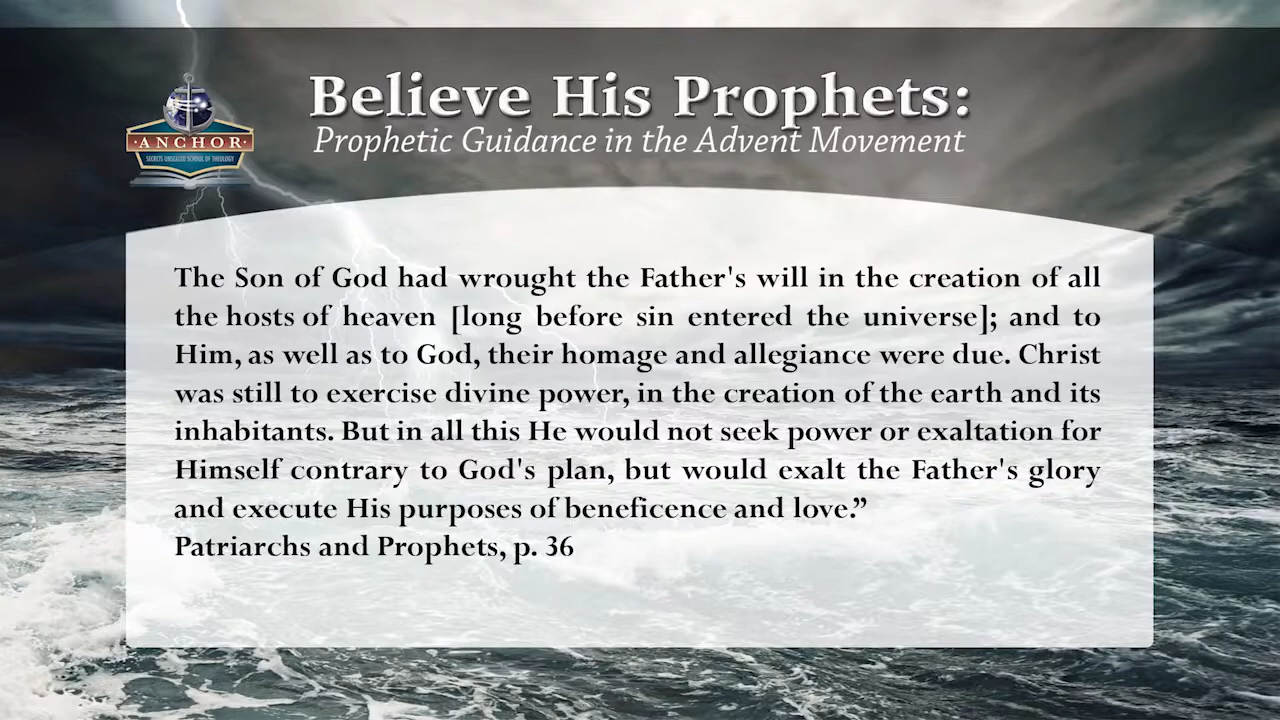 Believe His Prophets:
Prophetic Guidance in the Advent Movement
·ANCHOR·
SECRETS UNSEALED SCHOOL OF THEOLOGY
The Son of God had wrought the Father's will in the creation of all
the hosts of heaven [long before sin entered the universe]; and to
Him, as well as to God, their homage and allegiance were due. Christ
was still to exercise divine power, in the creation of the earth and its
inhabitants. But in all this He would not seek power or exaltation for
Himself contrary to God's plan, but would exalt the Father's glory
and execute His purposes of beneficence and love.”
Patriarchs and Prophets, p. 36